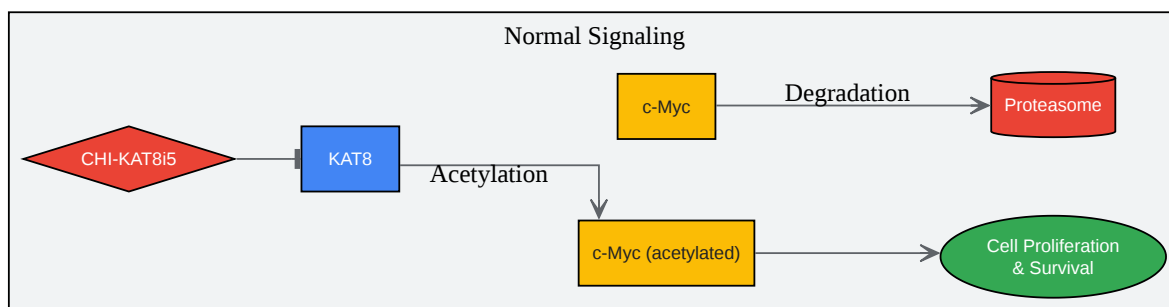 Normal Signaling
c-Myc
Degradation
Proteasome
CHI-KAT8i5
KAT8
Acetylation
c-Myc (acetylated)
Cell Proliferation
& Survival